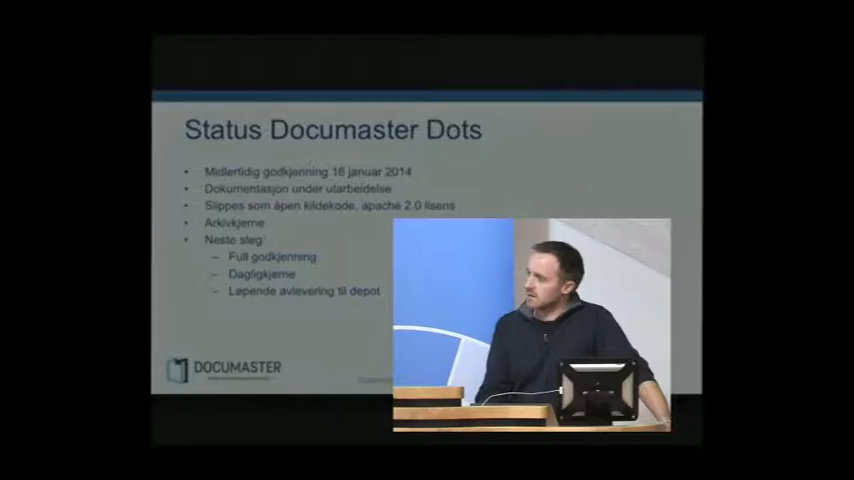 Status Documaster Dots
• Midlertidig godkjenning 16 januar 2014
• Dokumentasjon under utarbeidelse
• Slippes som åpen kildekode, apache 2.0 lisens
• Arkivkjerne
• Neste steg
– Full godkjenning
– Dagligkjerne
– Løpende avlevering til depot
DOCUMASTER